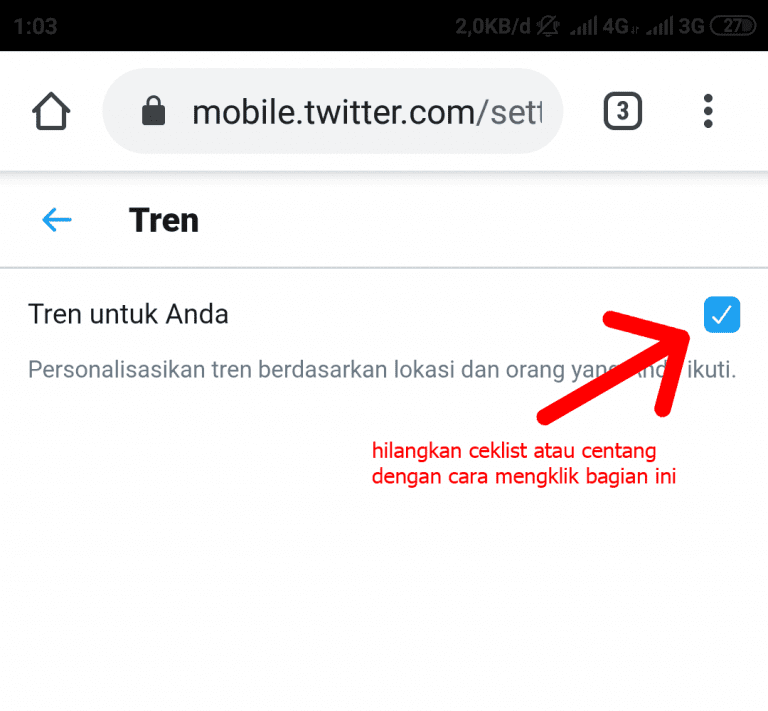 1:03 2,0KB/d 4G 3G 27
mobile.twitter.com/sett
3
Tren
Tren untuk Anda
Personalisasikan tren berdasarkan lokasi dan orang yang Anda ikuti.
hilangkan ceklist atau centang
dengan cara mengklik bagian ini